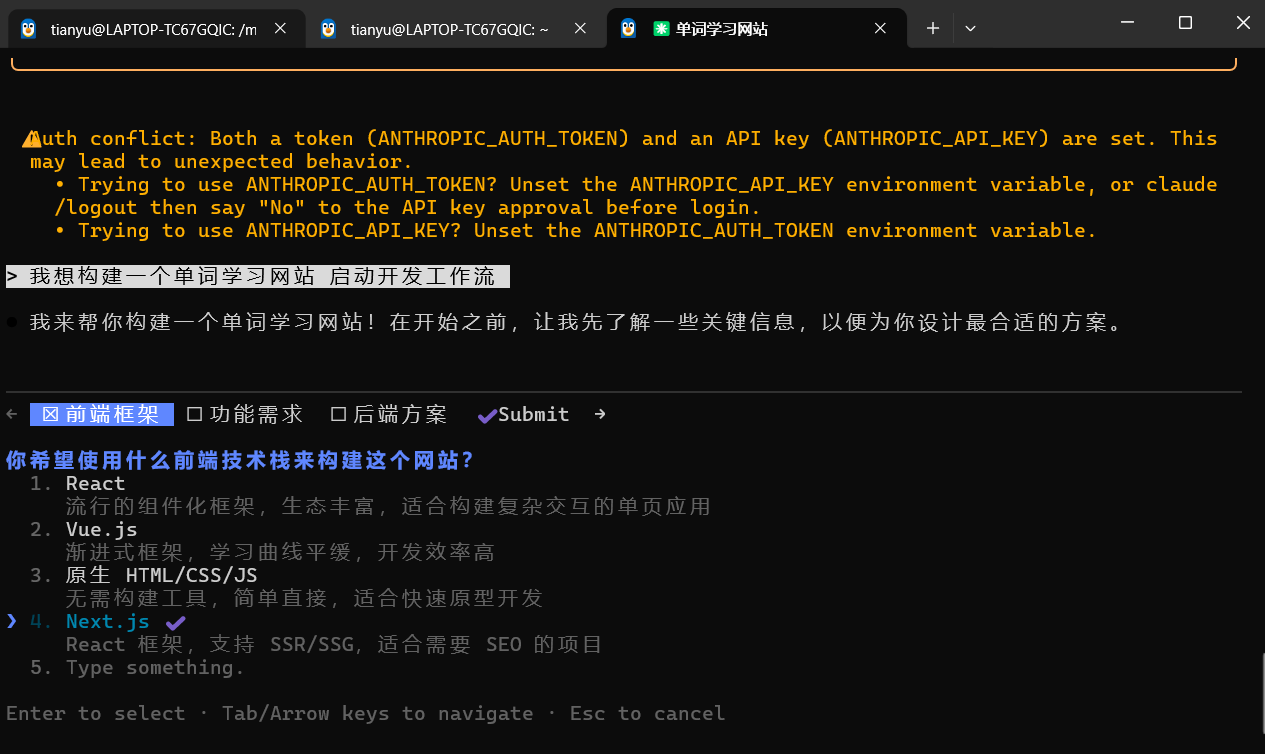 tianyu@LAPTOP-TC67GQIC: /m
tianyu@LAPTOP-TC67GQIC: ~
单词学习网站
Auth conflict: Both a token (ANTHROPIC_AUTH_TOKEN) and an API key (ANTHROPIC_API_KEY) are set. This
may lead to unexpected behavior.
• Trying to use ANTHROPIC_AUTH_TOKEN? Unset the ANTHROPIC_API_KEY environment variable, or claude
/logout then say "No" to the API key approval before login.
• Trying to use ANTHROPIC_API_KEY? Unset the ANTHROPIC_AUTH_TOKEN environment variable.
> 我想构建一个单词学习网站 启动开发工作流
● 我来帮你构建一个单词学习网站！在开始之前，让我先了解一些关键信息，以便为你设计最合适的方案。
← ☒ 前端框架 ☐ 功能需求 ☐ 后端方案 ✔ Submit →
你希望使用什么前端技术栈来构建这个网站？
1. React
流行的组件化框架，生态丰富，适合构建复杂交互的单页应用
2. Vue.js
渐进式框架，学习曲线平缓，开发效率高
3. 原生 HTML/CSS/JS
无需构建工具，简单直接，适合快速原型开发
❯ 4. Next.js ✔
React 框架，支持 SSR/SSG，适合需要 SEO 的项目
5. Type something.
Enter to select · Tab/Arrow keys to navigate · Esc to cancel